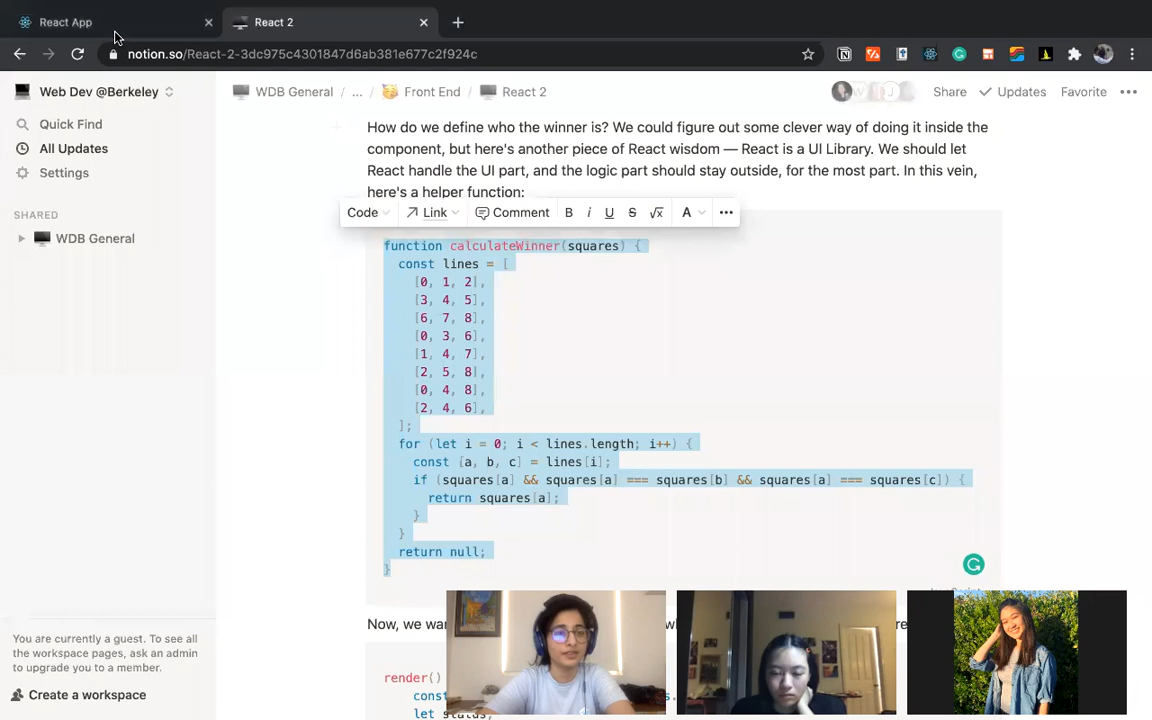 React App
React 2
notion.so/React-2-3dc975c4301847d6ab381e677c2f924c
Web Dev @Berkeley
WDB General / ... / Front End / React 2
Share
Updates
Favorite
Quick Find
All Updates
Settings
SHARED
WDB General
How do we define who the winner is? We could figure out some clever way of doing it inside the
component, but here's another piece of React wisdom — React is a UI Library. We should let
React handle the UI part, and the logic part should stay outside, for the most part. In this vein,
here's a helper function:
Code
Link
Comment
B i U S √x A
function calculateWinner(squares) {
const lines = [
[0, 1, 2],
[3, 4, 5],
[6, 7, 8],
[0, 3, 6],
[1, 4, 7],
[2, 5, 8],
[0, 4, 8],
[2, 4, 6],
];
for (let i = 0; i < lines.length; i++) {
const [a, b, c] = lines[i];
if (squares[a] && squares[a] === squares[b] && squares[a] === squares[c]) {
return squares[a];
}
}
return null;
}
Now, we
render()
let status;
You are currently a guest. To see all
the workspace pages, ask an admin
to upgrade you to a member.
Create a workspace